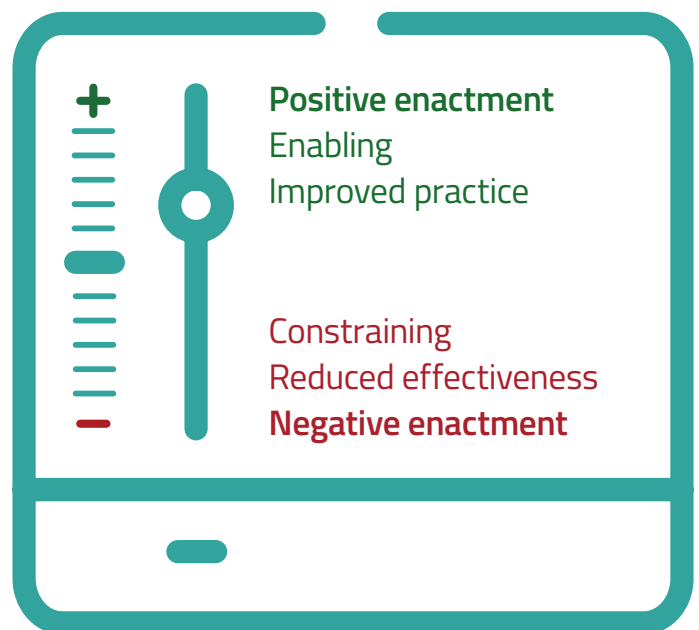 +
Positive enactment
Enabling
Improved practice
Constraining
Reduced effectiveness
Negative enactment
-